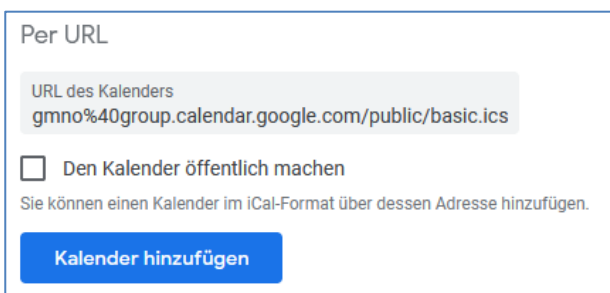 Per URL
URL des Kalenders
gmno%40group.calendar.google.com/public/basic.ics
Den Kalender öffentlich machen
Sie können einen Kalender im iCal-Format über dessen Adresse hinzufügen.
Kalender hinzufügen